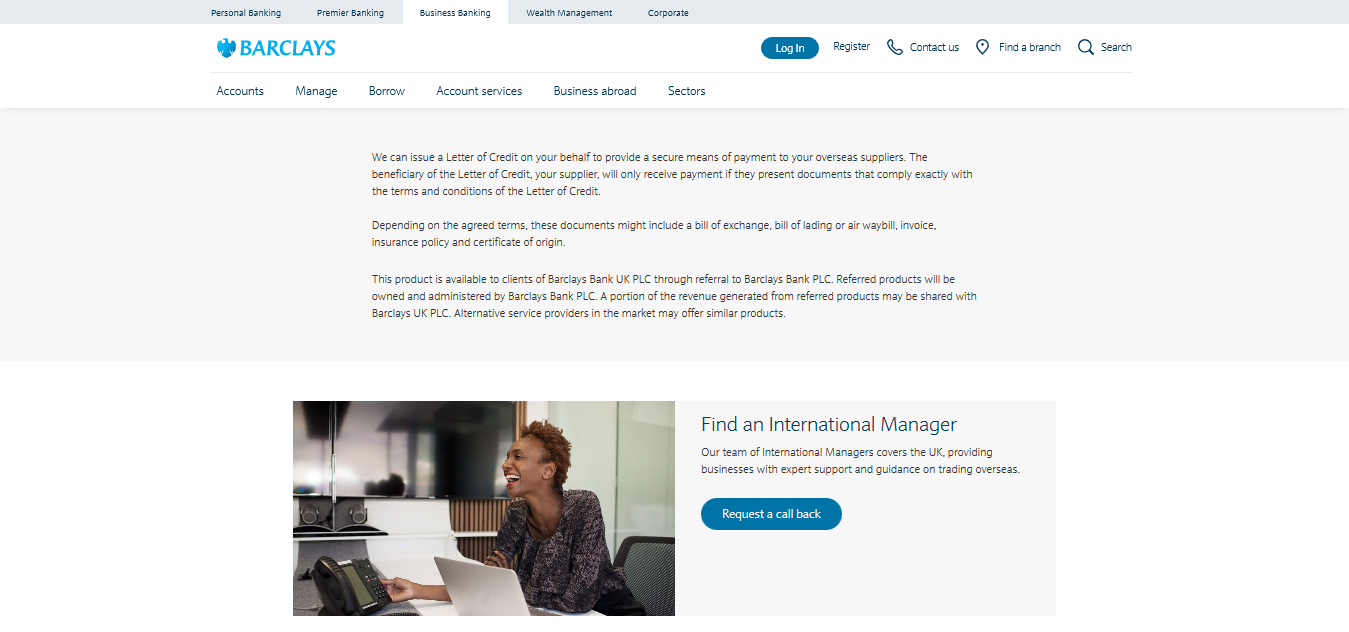 Personal Banking
Premier Banking
Business Banking
Wealth Management
Corporate
BARCLAYS
Log In
Register
Contact us
Find a branch
Search
Accounts
Manage
Borrow
Account services
Business abroad
Sectors
We can issue a Letter of Credit on your behalf to provide a secure means of payment to your overseas suppliers. The
beneficiary of the Letter of Credit, your supplier, will only receive payment if they present documents that comply exactly with
the terms and conditions of the Letter of Credit.
Depending on the agreed terms, these documents might include a bill of exchange, bill of lading or air waybill, invoice,
insurance policy and certificate of origin.
This product is available to clients of Barclays Bank UK PLC through referral to Barclays Bank PLC. Referred products will be
owned and administered by Barclays Bank PLC. A portion of the revenue generated from referred products may be shared with
Barclays UK PLC. Alternative service providers in the market may offer similar products.
Find an International Manager
Our team of International Managers covers the UK, providing
businesses with expert support and guidance on trading overseas.
Request a call back